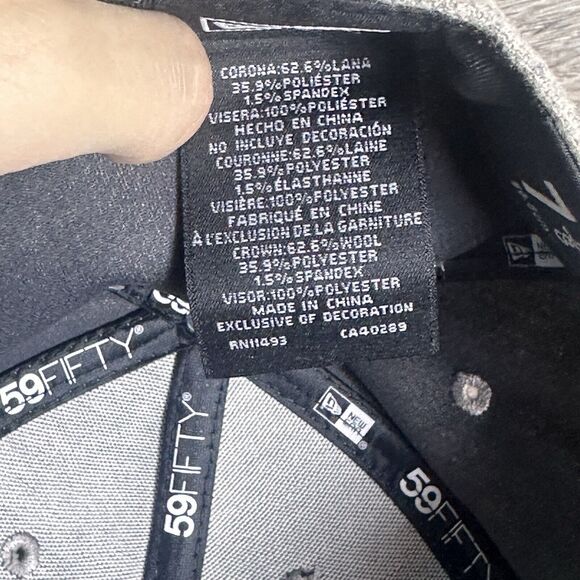 CORONA:62.6%LANA
35.9%POLIÉSTER
1.5%SPANDEX
VISERA:100%POLIÉSTER
HECHO EN CHINA
NO INCLUYE DECORACIÓN
COURONNE:62.6%LAINE
35.9%POLYESTER
1.5%ÉLASTHANNE
VISIÈRE:100%POLYESTER
FABRIQUÉ EN CHINE
À L'EXCLUSION DE LA GARNITURE
CROWN:62.6%WOOL
35.9%POLYESTER
1.5%SPANDEX
VISOR:100%POLYESTER
MADE IN CHINA
EXCLUSIVE OF DECORATION
RN11493 CA40289
59FIFTY®
59
59FIFTY®
NEW ERA®
59FIFTY